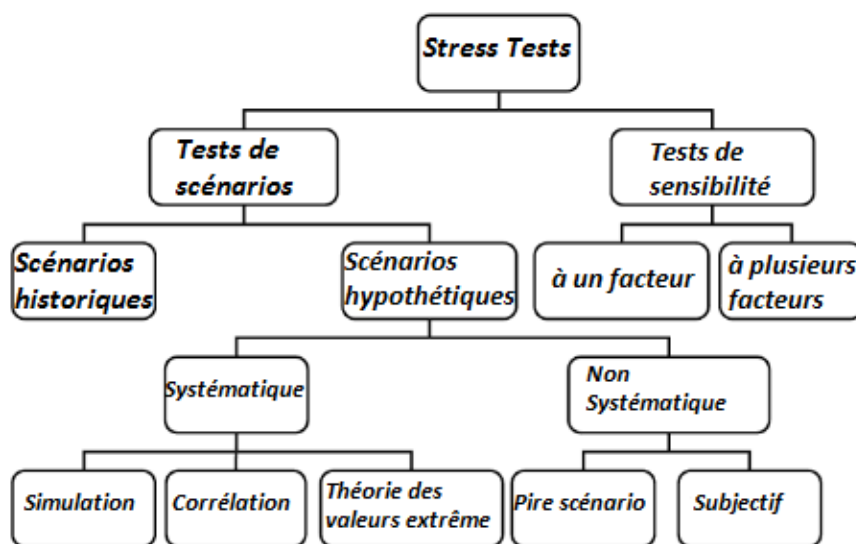 Stress Tests
Tests de
scénarios
Tests de
sensibilité
Scénarios
historiques
Scénarios
hypothétiques
à un facteur
à plusieurs
facteurs
Systématique
Non
Systématique
Simulation
Corrélation
Théorie des
valeurs extrême
Pire scénario
Subjectif